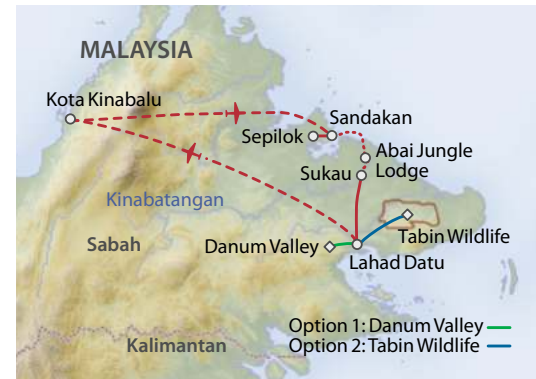 MALAYSIA
Kota Kinabalu
Sandakan
Sepilok
Abai Jungle
Lodge
Sukau
Kinabatangan
Tabin Wildlife
Sabah
Danum Valley
Lahad Datu
Option 1: Danum Valley
Kalimantan
Option 2: Tabin Wildlife